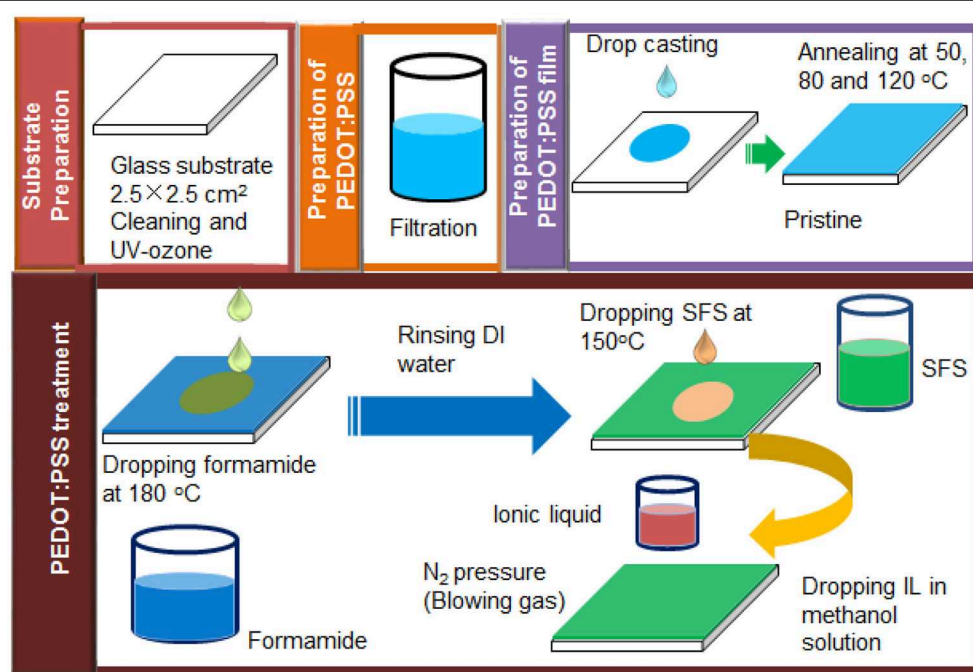 Substrate
Preparation
Glass substrate
2.5×2.5 cm²
Cleaning and
UV-ozone
Preparation of
PEDOT:PSS
Filtration
Preparation of
PEDOT:PSS film
Drop casting
Annealing at 50,
80 and 120 ºC
Pristine
PEDOT:PSS treatment
Dropping formamide
at 180 ºC
Formamide
Rinsing DI
water
Dropping SFS at
150ºC
SFS
Ionic liquid
N₂ pressure
(Blowing gas)
Dropping IL in
methanol
solution